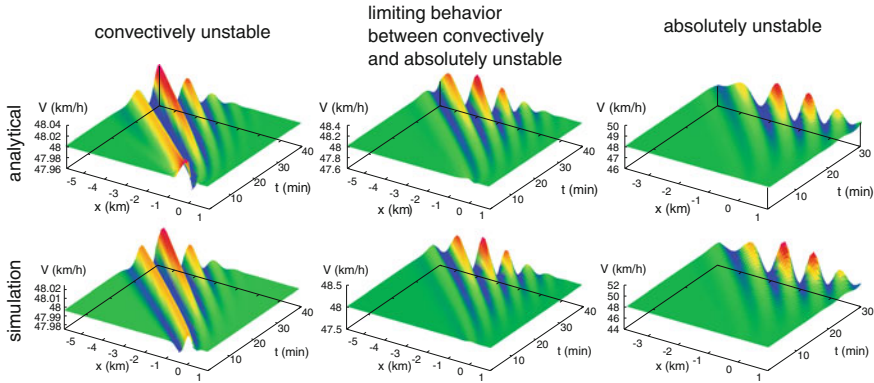 convectively unstable
limiting behavior
between convectively
and absolutely unstable
absolutely unstable
analytical
V (km/h)
48.04
48.02
48
47.98
47.96
-5 -4 -3 -2 -1 0 1
x (km)
10 20 30 40
t (min)
V (km/h)
48.4
48.2
48
47.8
47.6
-5 -4 -3 -2 -1 0 1
x (km)
10 20 30 40
t (min)
V (km/h)
50
49
48
47
46
-3 -2 -1 0 1
x (km)
10 20 30
t (min)
simulation
V (km/h)
48.02
48.01
48
47.99
47.98
-5 -4 -3 -2 -1 0 1
x (km)
10 20 30 40
t (min)
V (km/h)
48.5
48
47.5
-5 -4 -3 -2 -1 0 1
x (km)
10 20 30 40
t (min)
V (km/h)
52
50
48
46
44
-3 -2 -1 0 1
x (km)
10 20 30
t (min)